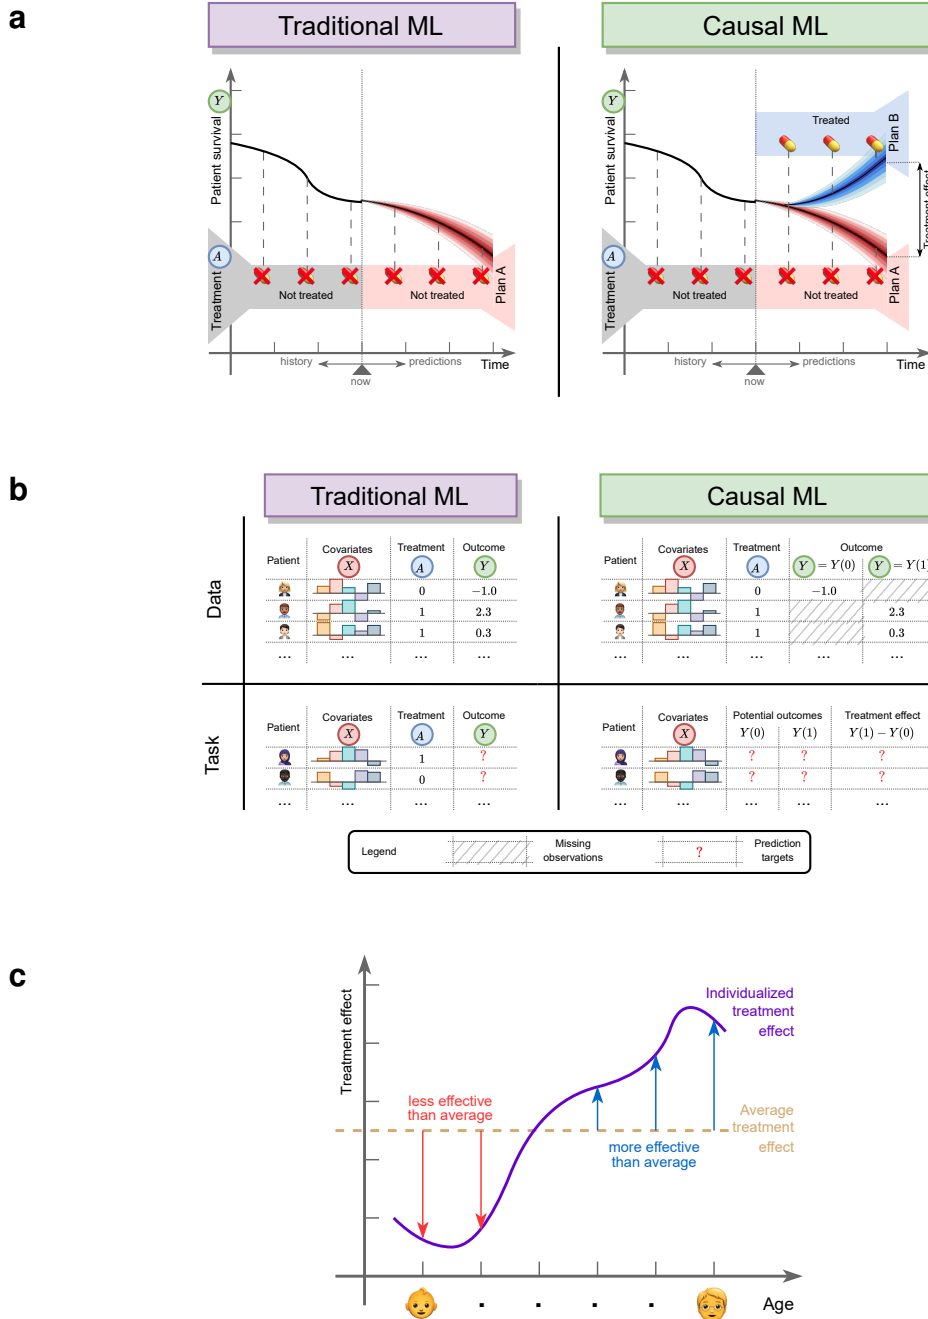 a
Traditional ML
Causal ML
Y
Patient survival
A
Treatment
Not treated
Not treated
Plan A
history
predictions
now
Time
Y
Patient survival
A
Treatment
Treated
Plan B
Treatment effect
Not treated
Not treated
Plan A
history
predictions
now
Time
b
Traditional ML
Causal ML
Data
Patient
Covariates
X
Treatment
A
Outcome
Y
0
−1.0
1
2.3
1
0.3
... ... ... ...
Patient
Covariates
X
Treatment
A
Outcome
Y = Y(0)
Y = Y(1)
0
−1.0
1
2.3
1
0.3
... ... ... ... ...
Task
Patient
Covariates
X
Treatment
A
Outcome
Y
1
?
0
?
... ... ... ...
Patient
Covariates
X
Potential outcomes
Y(0) Y(1)
Treatment effect
Y(1) − Y(0)
? ? ?
? ? ?
... ... ... ... ...
Legend
Missing
observations
?
Prediction
targets
c
Treatment effect
Individualized
treatment
effect
less effective
than average
Average
treatment
effect
more effective
than average
Age